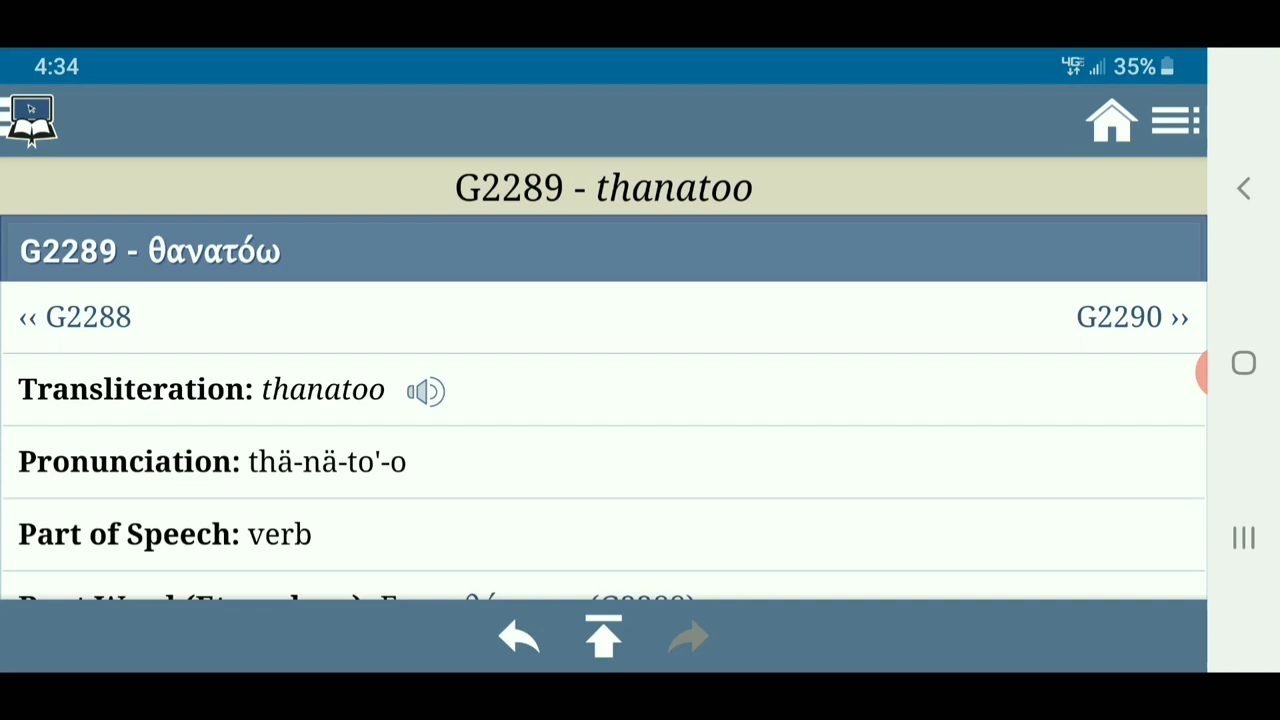 4:34 4G 35%
G2289 - thanatoo
G2289 - θανατόω
‹‹ G2288 G2290 ››
Transliteration: thanatoo
Pronunciation: thä-nä-to'-o
Part of Speech: verb